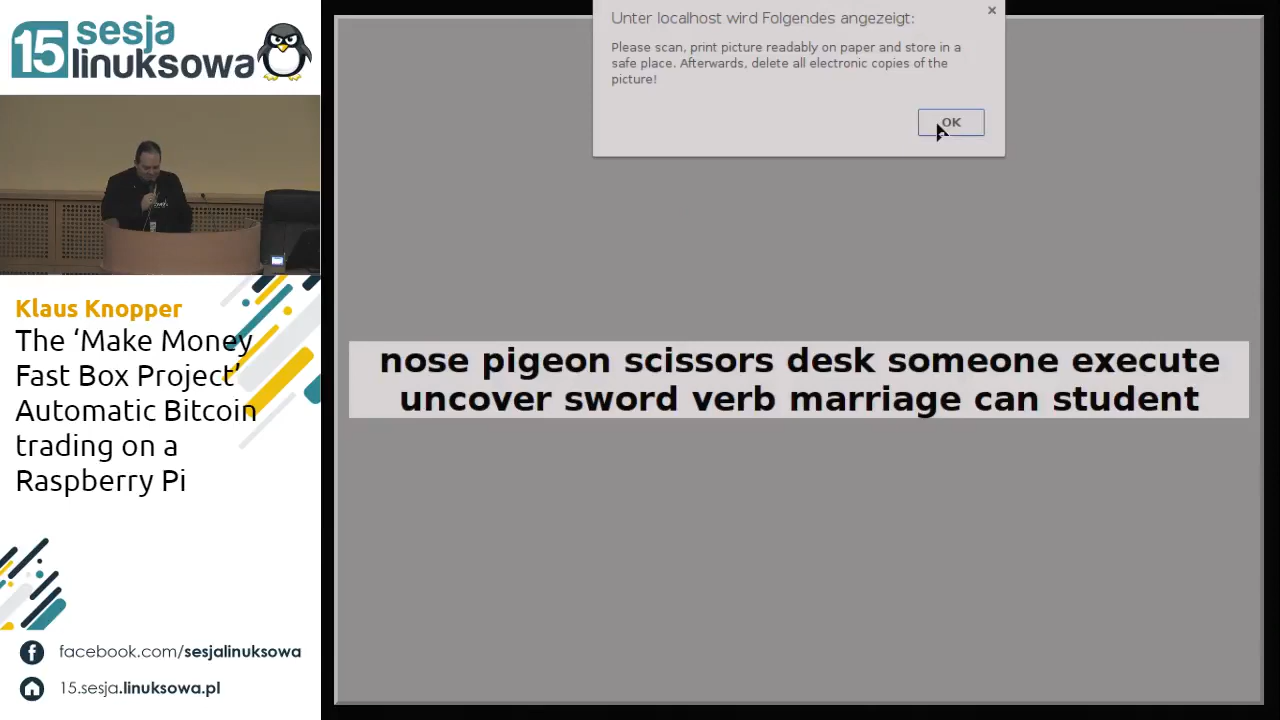 15 sesja
linuksowa
Klaus Knopper
The ‘Make Money
Fast Box Project’
Automatic Bitcoin
trading on a
Raspberry Pi
facebook.com/sesjalinuksowa
15.sesja.linuksowa.pl
Unter localhost wird Folgendes angezeigt:
Please scan, print picture readably on paper and store in a
safe place. Afterwards, delete all electronic copies of the
picture!
OK
nose pigeon scissors desk someone execute
uncover sword verb marriage can student